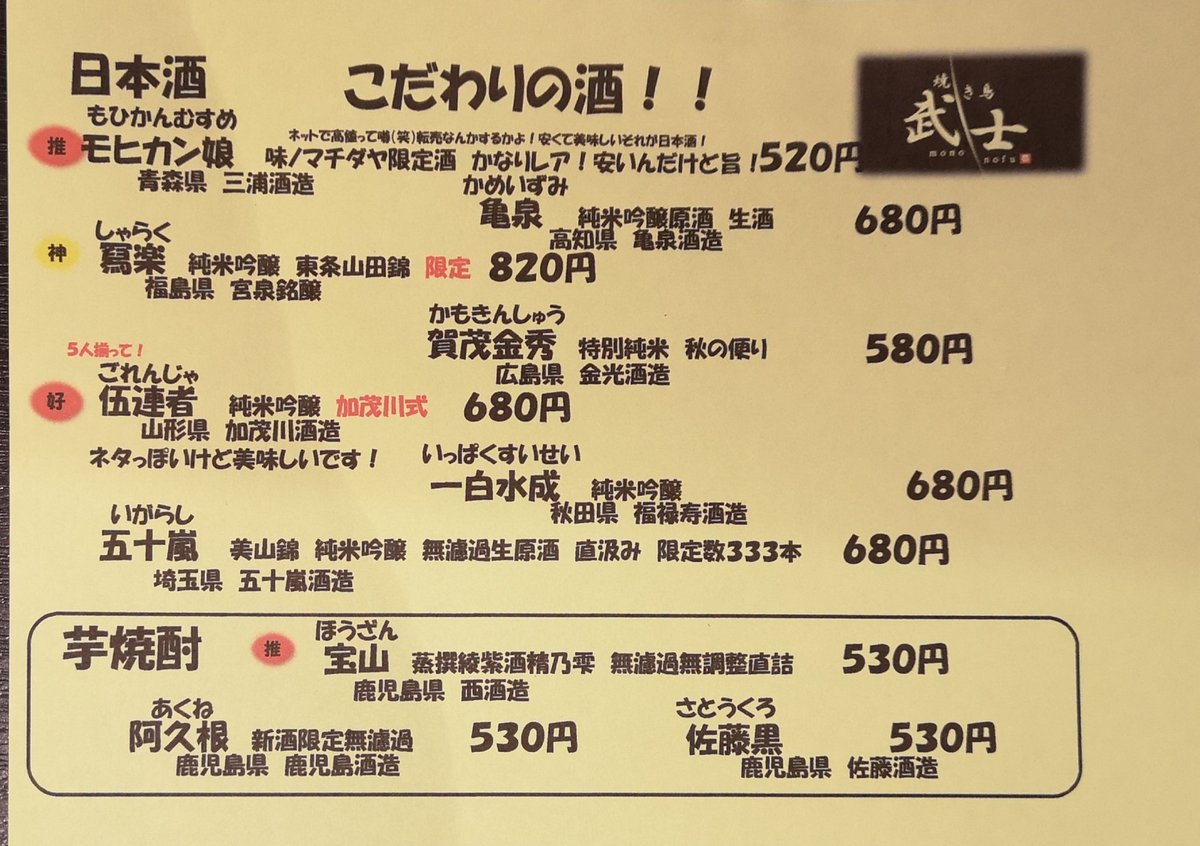 日本酒
こだわりの酒！！
焼き鳥
武士
mono nofu
もひかんむすめ
ネットで高値って噂(笑)転売なんかするかよ！安くて美味しいそれが日本酒！
推 モヒカン娘 味ノマチダヤ限定酒 かなりレア！安いんだけど旨！520円
青森県 三浦酒造
かめいずみ
亀泉 純米吟醸原酒 生酒 680円
高知県 亀泉酒造
しゃらく
神 冩楽 純米吟醸 東条山田錦 限定 820円
福島県 宮泉銘醸
かもきんしゅう
賀茂金秀 特別純米 秋の便り 580円
広島県 金光酒造
5人揃って！
ごれんじゃ
好 伍連者 純米吟醸 加茂川式 680円
山形県 加茂川酒造
ネタっぽいけど美味しいです！
いっぱくすいせい
一白水成 純米吟醸 680円
秋田県 福禄寿酒造
いがらし
五十嵐 美山錦 純米吟醸 無濾過生原酒 直汲み 限定数333本 680円
埼玉県 五十嵐酒造
芋焼酎
ほうざん
推 宝山 蒸撰綾紫酒精乃雫 無濾過無調整直詰 530円
鹿児島県 西酒造
あくね
阿久根 新酒限定無濾過 530円
鹿児島県 鹿児島酒造
さとうくろ
佐藤黒 530円
鹿児島県 佐藤酒造